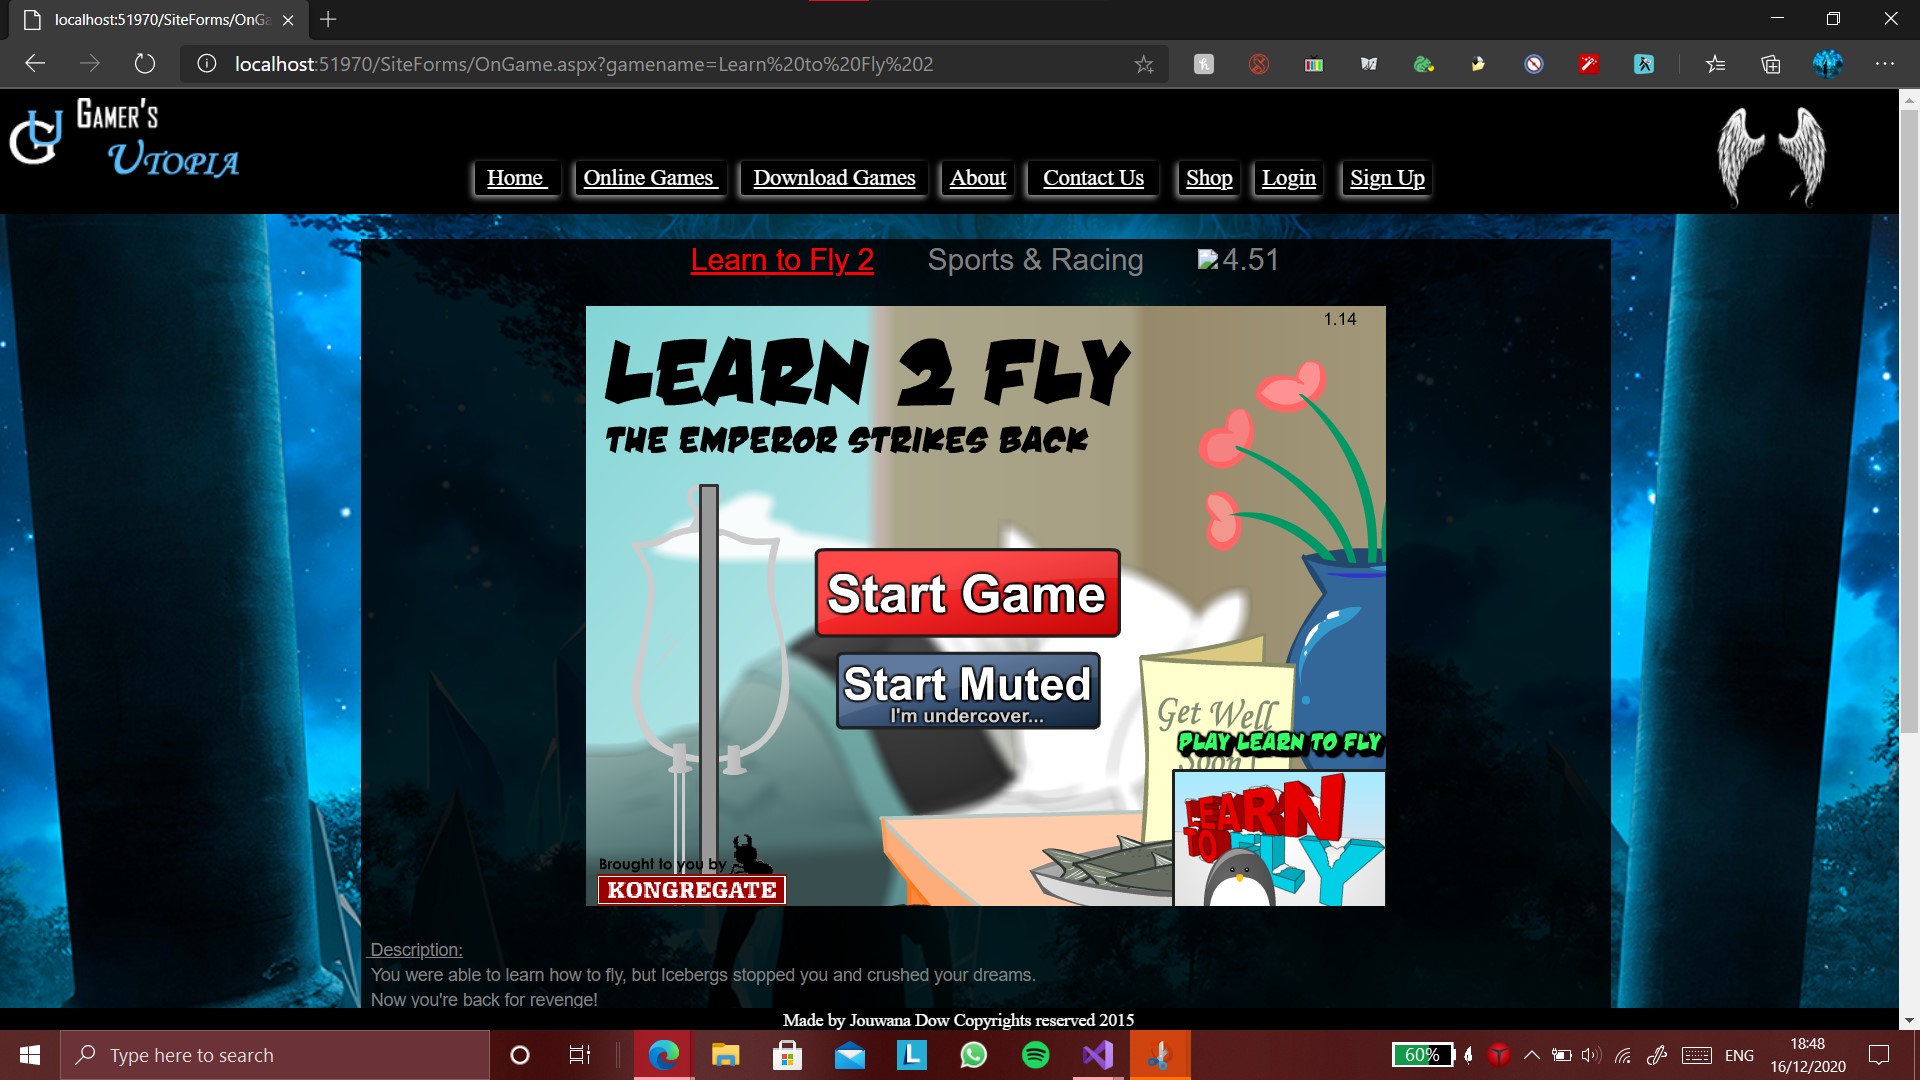 localhost:51970/SiteForms/OnGa
localhost:51970/SiteForms/OnGame.aspx?gamename=Learn%20to%20Fly%202
GAMER'S
UTOPIA
Home
Online Games
Download Games
About
Contact Us
Shop
Login
Sign Up
Learn to Fly 2
Sports & Racing
4.51
1.14
LEARN 2 FLY
THE EMPEROR STRIKES BACK
Start Game
Start Muted
I'm undercover...
Get Well
Soon!
PLAY LEARN TO FLY
LEARN
TO FLY
Brought to you by
KONGREGATE
Description:
You were able to learn how to fly, but Icebergs stopped you and crushed your dreams.
Now you're back for revenge!
Made by Jouwana Dow Copyrights reserved 2015
Type here to search
60%
ENG
18:48
16/12/2020